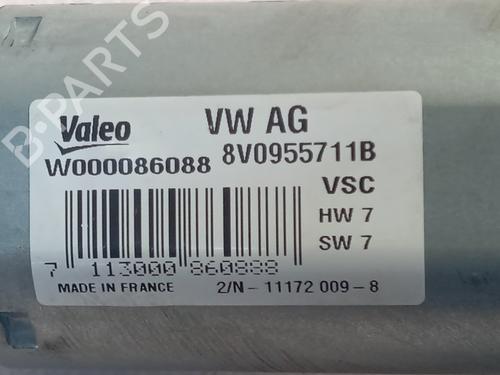 B-PARTS
Valeo VW AG
W000086088 8V0955711B
VSC
HW 7
SW 7
7 113000 860888
MADE IN FRANCE 2/N - 11172 009 - 8